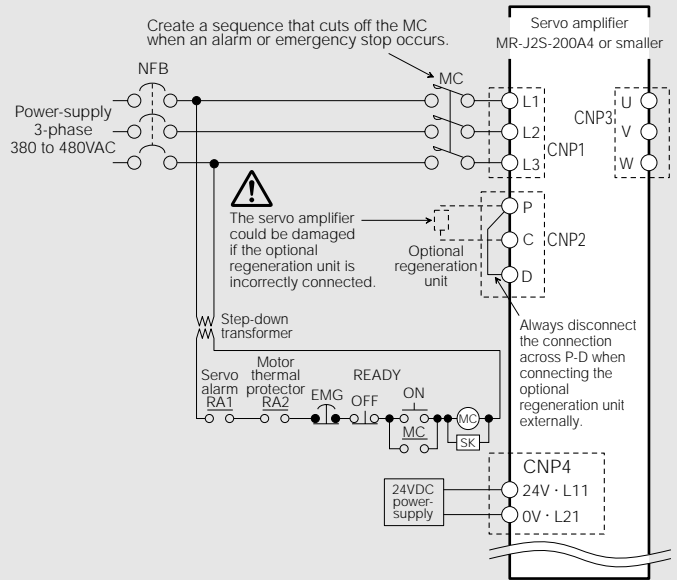 Create a sequence that cuts off the MC
when an alarm or emergency stop occurs.
Servo amplifier
MR-J2S-200A4 or smaller
NFB
MC
Power-supply
3-phase
380 to 480VAC
L1
L2
L3
CNP1
CNP3
U
V
W
The servo amplifier
could be damaged
if the optional
regeneration unit is
incorrectly connected.
Optional
regeneration
unit
P
C
D
CNP2
Always disconnect
the connection
across P-D when
connecting the
optional
regeneration unit
externally.
Step-down
transformer
Servo
alarm
RA1
Motor
thermal
protector
RA2
EMG
READY
OFF
ON
MC
MC
SK
24VDC
power-
supply
CNP4
24V · L11
0V · L21